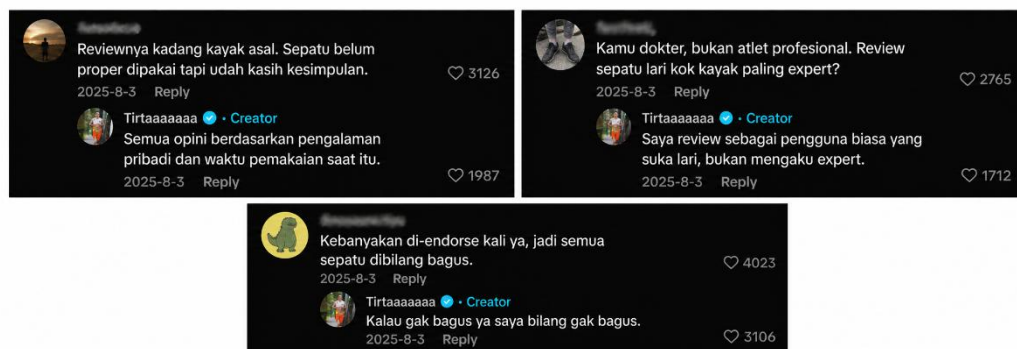 Reviewnya kadang kayak asal. Sepatu belum
proper dipakai tapi udah kasih kesimpulan.
3126
2025-8-3 Reply
Tirtaaaaaaa · Creator
Semua opini berdasarkan pengalaman
pribadi dan waktu pemakaian saat itu.
1987
2025-8-3 Reply
Kamu dokter, bukan atlet profesional. Review
sepatu lari kok kayak paling expert?
2765
2025-8-3 Reply
Tirtaaaaaaa · Creator
Saya review sebagai pengguna biasa yang
suka lari, bukan mengaku expert.
1712
2025-8-3 Reply
Kebanyakan di-endorse kali ya, jadi semua
sepatu dibilang bagus.
4023
2025-8-3 Reply
Tirtaaaaaaa · Creator
Kalau gak bagus ya saya bilang gak bagus.
3106
2025-8-3 Reply